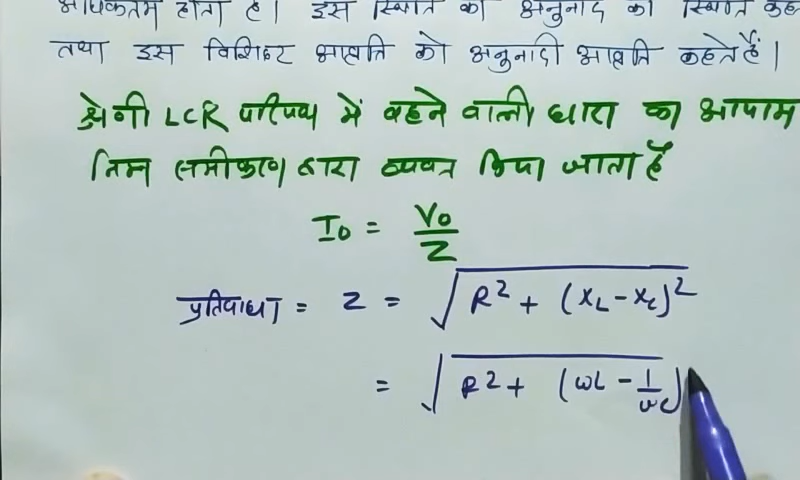 अधिकतम होता है। इस स्थिति को अनुनाद की स्थिति कह
तथा इस विशिष्ट आवृत्ति को अनुनादी आवृत्ति कहते हैं।
श्रेणी LCR परिपथ में बहने वाली धारा का आयाम
निम्न समीकरण द्वारा व्यक्त किया जाता है
I₀ = V₀/Z
प्रतिबाधा = Z = √(R² + (X_L - X_C)²)
= √(R² + (ωL - 1/ωC)